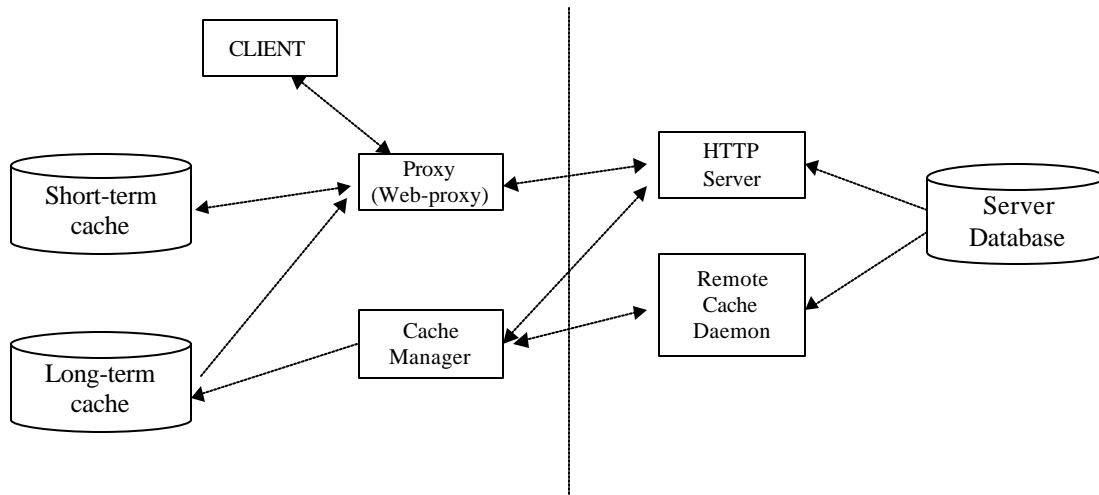 CLIENT
Proxy
(Web-proxy)
HTTP
Server
Short-term
cache
Server
Database
Remote
Cache
Daemon
Cache
Manager
Long-term
cache